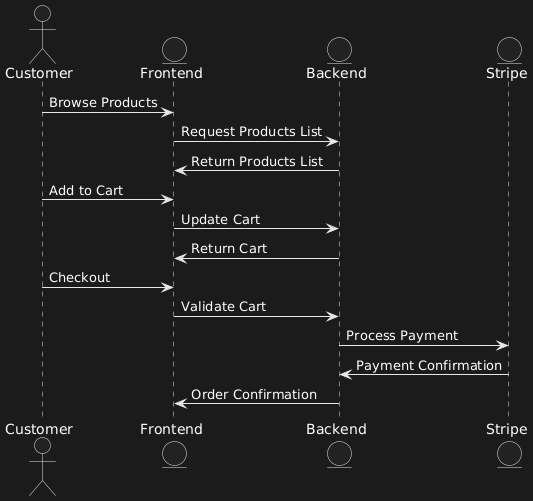 Customer Frontend Backend Stripe
Browse Products
Request Products List
Return Products List
Add to Cart
Update Cart
Return Cart
Checkout
Validate Cart
Process Payment
Payment Confirmation
Order Confirmation
Customer Frontend Backend Stripe